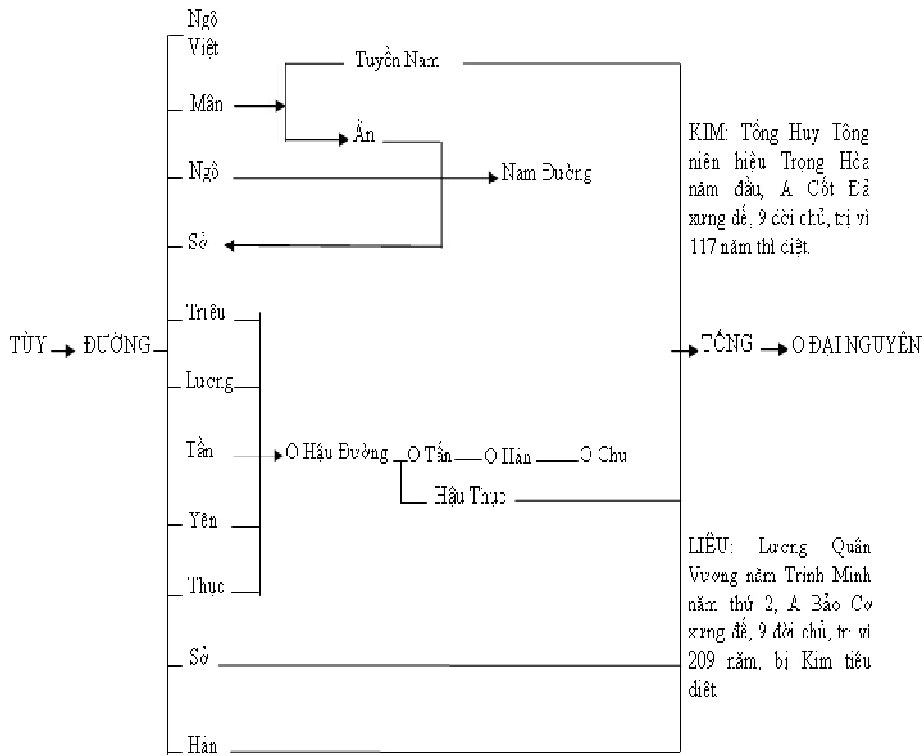 Ngô
Việt
Tuyền Nam
Mân
Ân
Ngô
Nam Đường
Sở
KIM: Tống Huy Tông
niên hiệu Trọng Hòa
năm đầu, A Cốt Đả
xưng đế, 9 đời chủ, trị vì
117 năm thì diệt.
Triệu
TÙY
ĐƯỜNG
TỐNG
O ĐẠI NGUYÊN
Lương
Tần
O Hậu Đường
O Tấn
O Hán
O Chu
Hậu Thục
Yên
Thục
LIÊU: Lương Quân
Vương năm Trinh Minh
năm thứ 2, A Bảo Cơ
xưng đế, 9 đời chủ, trị vì
209 năm, bị Kim tiêu
diệt
Sở
Hán